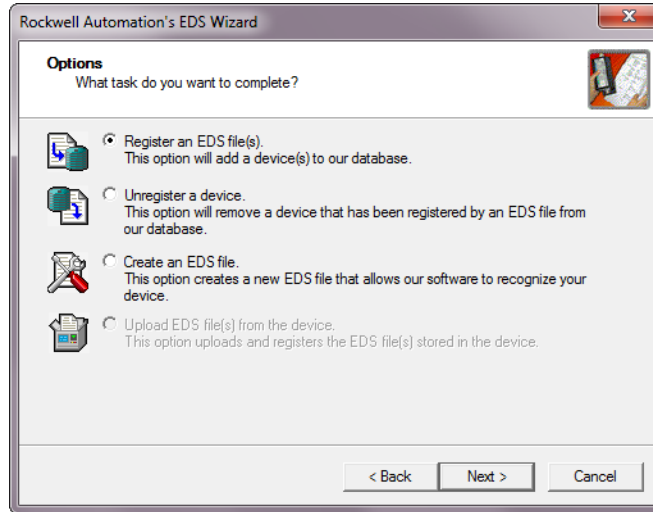 Rockwell Automation's EDS Wizard
Options
What task do you want to complete?
Register an EDS file(s).
This option will add a device(s) to our database.
Unregister a device.
This option will remove a device that has been registered by an EDS file from
our database.
Create an EDS file.
This option creates a new EDS file that allows our software to recognize your
device.
Upload EDS file(s) from the device.
This option uploads and registers the EDS file(s) stored in the device.
< Back
Next >
Cancel